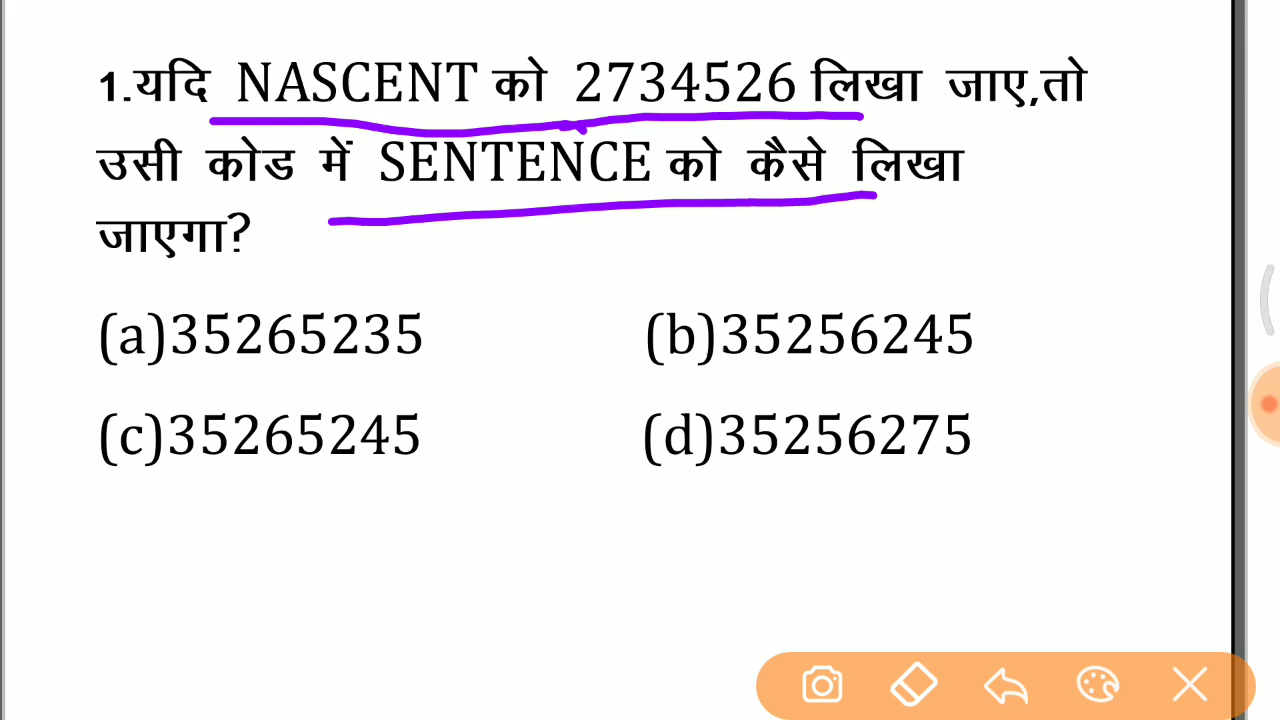 1.यदि NASCENT को 2734526 लिखा जाए,तो
उसी कोड में SENTENCE को कैसे लिखा
जाएगा?
(a)35265235 (b)35256245
(c)35265245 (d)35256275